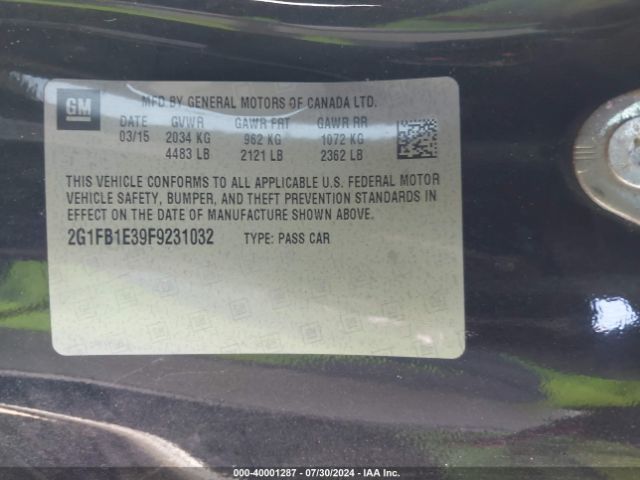 GM
MFD BY GENERAL MOTORS OF CANADA LTD.
DATE GVWR GAWR FRT GAWR RR
03/15 2034 KG 962 KG 1072 KG
4483 LB 2121 LB 2362 LB
THIS VEHICLE CONFORMS TO ALL APPLICABLE U.S. FEDERAL MOTOR
VEHICLE SAFETY, BUMPER, AND THEFT PREVENTION STANDARDS IN
EFFECT ON THE DATE OF MANUFACTURE SHOWN ABOVE.
2G1FB1E39F9231032 TYPE: PASS CAR
000-40001287 - 07/30/2024 - IAA Inc.